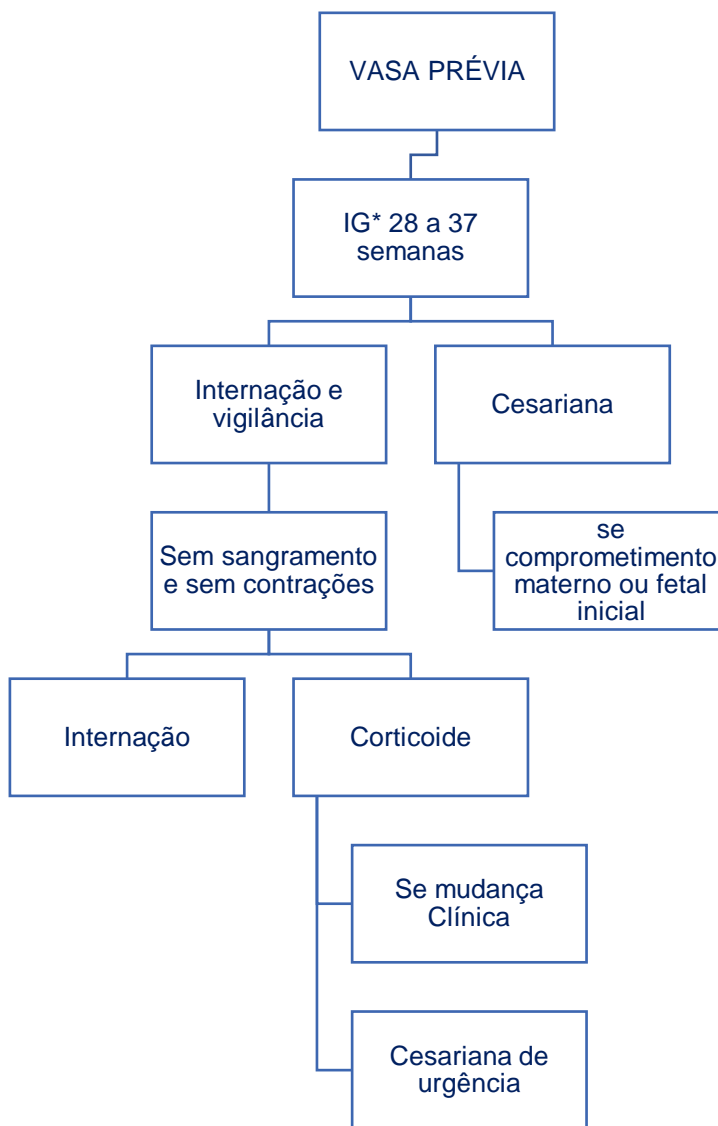 VASA PRÉVIA
IG* 28 a 37
semanas
Internação e
vigilância
Cesariana
Sem sangramento
e sem contrações
se
comprometimento
materno ou fetal
inicial
Internação
Corticoide
Se mudança
Clínica
Cesariana de
urgência